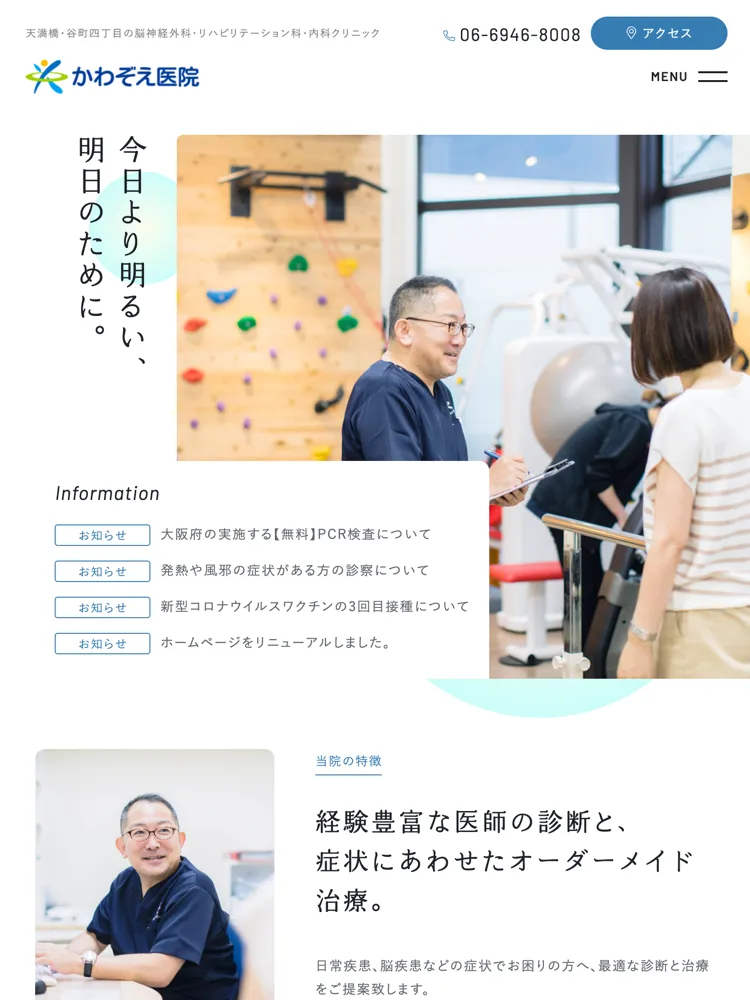 天満橋・谷町四丁目の脳神経外科・リハビリテーション科・内科クリニック
06-6946-8008
アクセス
かわぞえ医院
MENU
今日より明るい、
明日のために。
Information
お知らせ 大阪府の実施する【無料】PCR検査について
お知らせ 発熱や風邪の症状がある方の診察について
お知らせ 新型コロナウイルスワクチンの3回目接種について
お知らせ ホームページをリニューアルしました。
当院の特徴
経験豊富な医師の診断と、
症状にあわせたオーダーメイド
治療。
日常疾患、脳疾患などの症状でお困りの方へ、最適な診断と治療
をご提案致します。